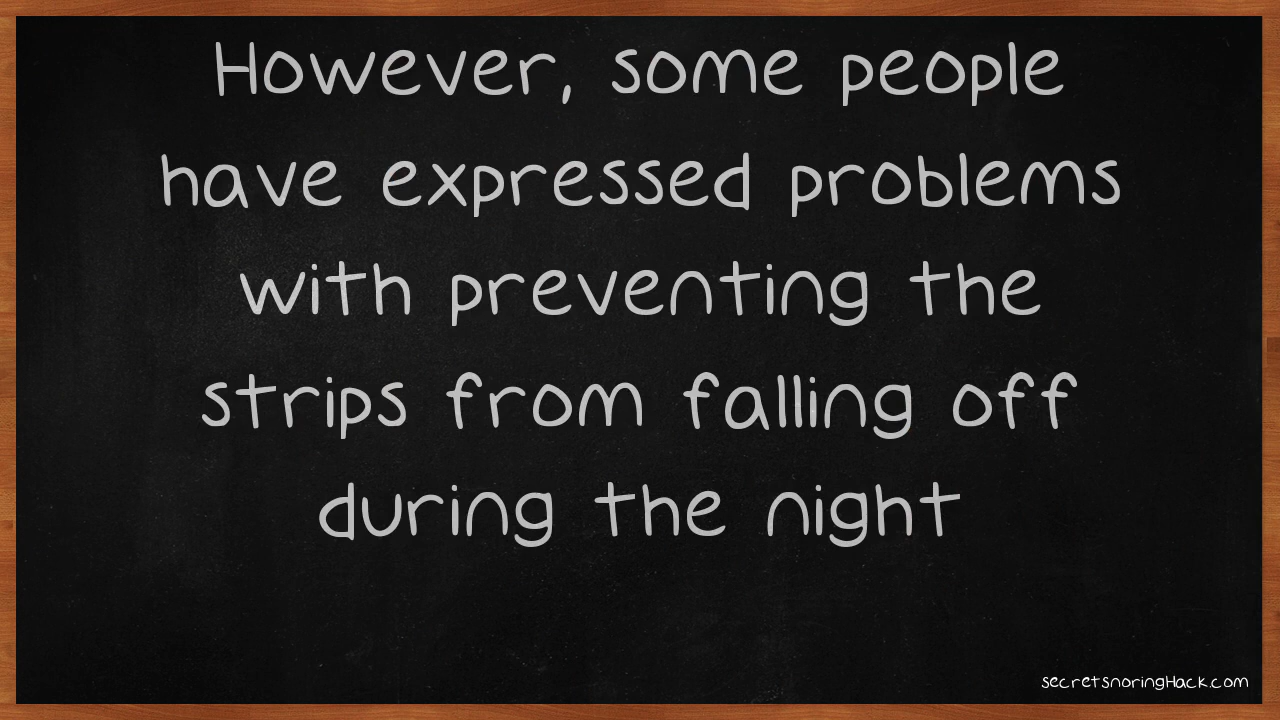 However, some people
have expressed problems
with preventing the
strips from falling off
during the night
secretsnoringHack.com